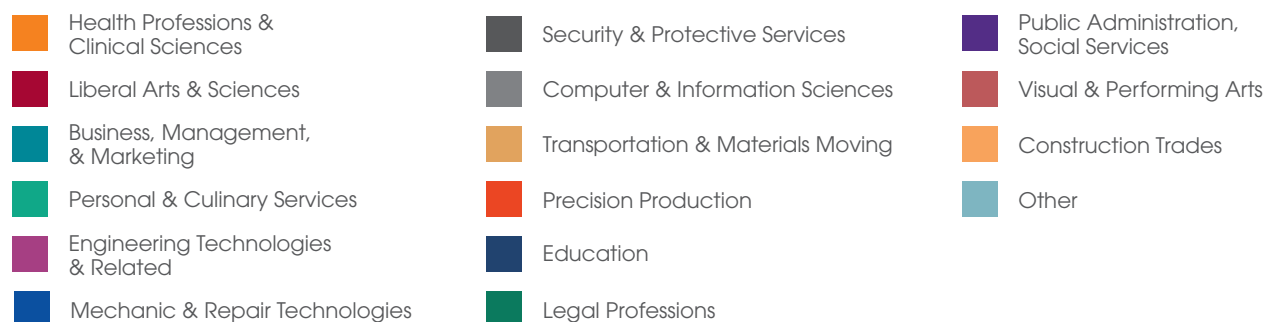 Health Professions &
Clinical Sciences
Liberal Arts & Sciences
Business, Management,
& Marketing
Personal & Culinary Services
Engineering Technologies
& Related
Mechanic & Repair Technologies
Security & Protective Services
Computer & Information Sciences
Transportation & Materials Moving
Precision Production
Education
Legal Professions
Public Administration,
Social Services
Visual & Performing Arts
Construction Trades
Other